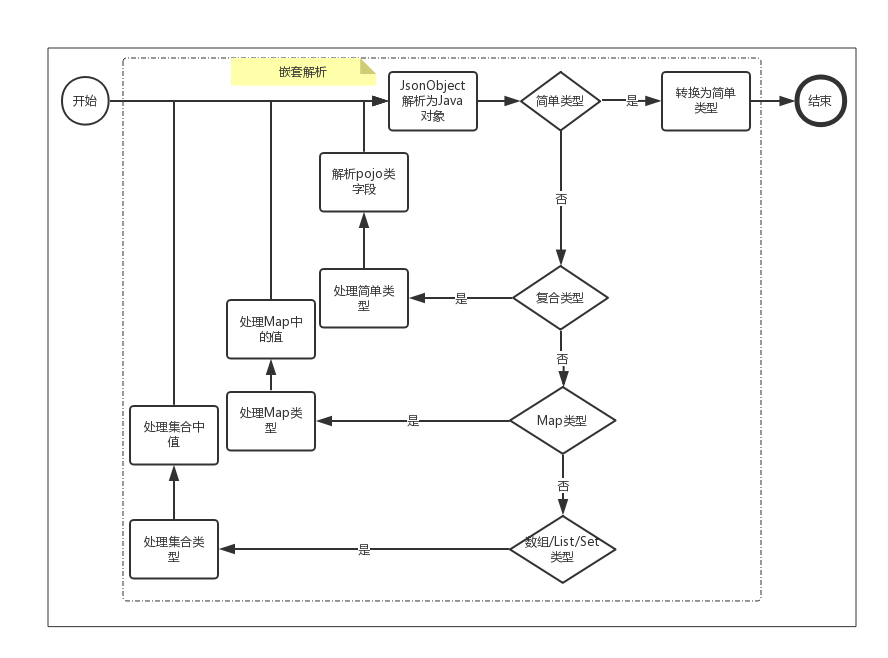 嵌套解析
开始
JsonObject
解析为Java
对象
简单类型
是
转换为简单
类型
结束
解析pojo类
字段
否
处理简单类
型
是
复合类型
处理Map中
的值
否
处理Map类
型
是
Map类型
处理集合中
值
否
处理集合类
型
是
数组/List/Set
类型